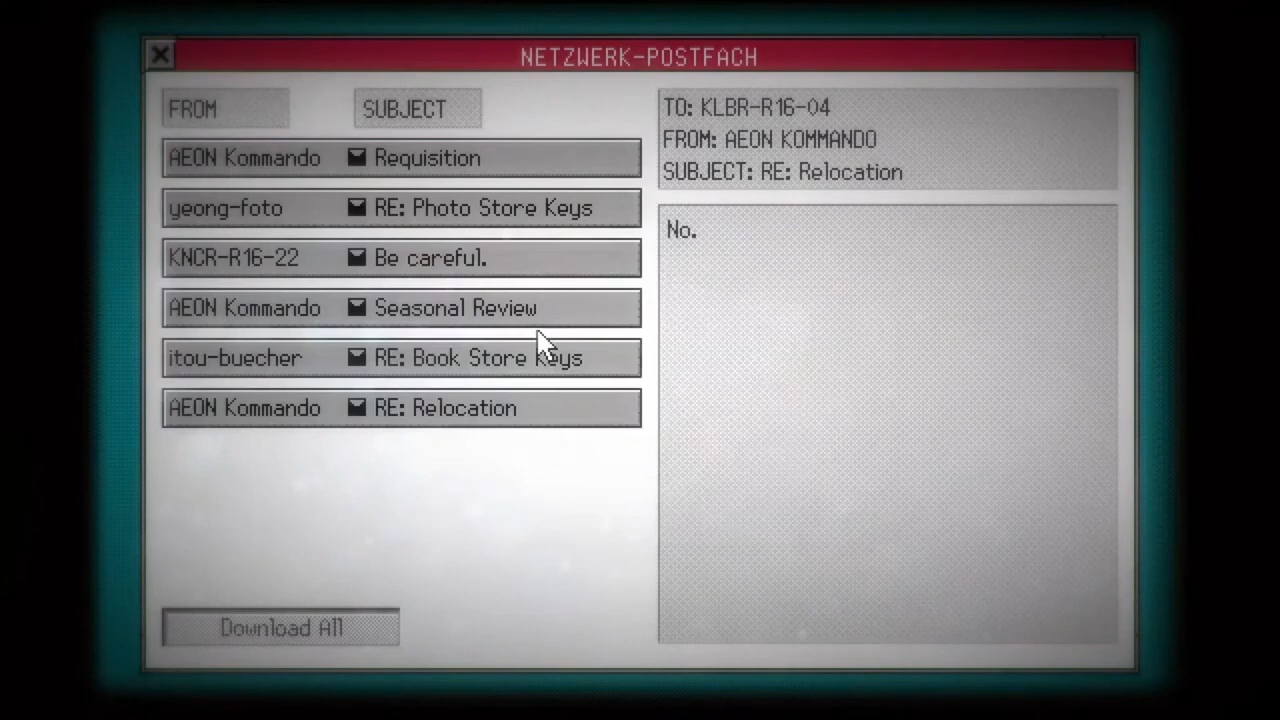 NETZWERK-POSTFACH
FROM SUBJECT
AEON Kommando Requisition
yeong-foto RE: Photo Store Keys
KNCR-R16-22 Be careful.
AEON Kommando Seasonal Review
itou-buecher RE: Book Store Keys
AEON Kommando RE: Relocation
Download All
TO: KLBR-R16-04
FROM: AEON KOMMANDO
SUBJECT: RE: Relocation
No.